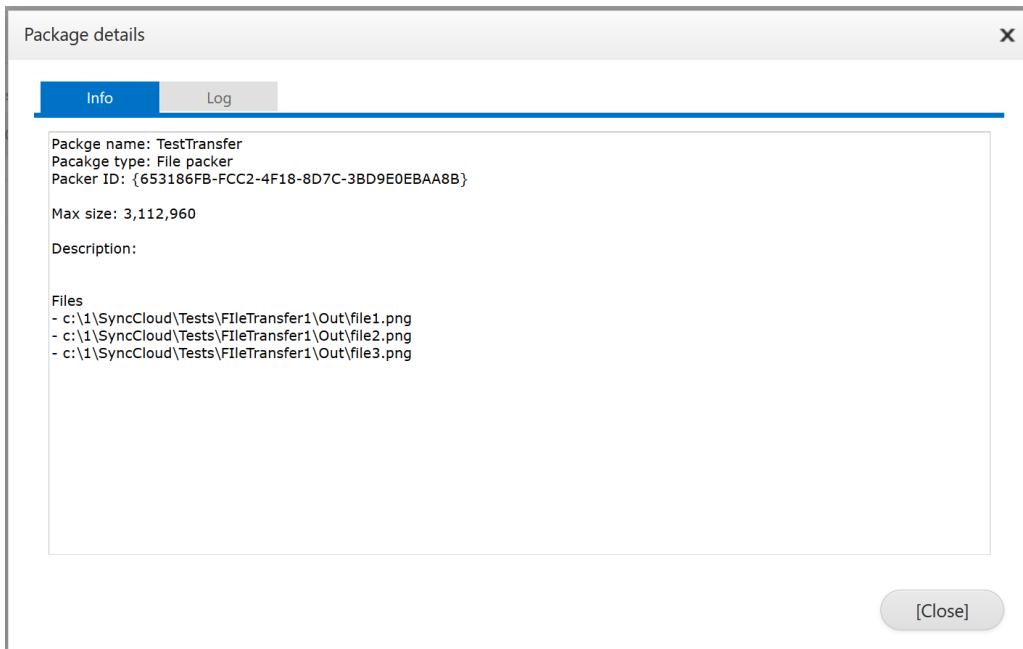 Package details
x
Info
Log
Packge name: TestTransfer
Pacakge type: File packer
Packer ID: {653186FB-FCC2-4F18-8D7C-3BD9E0EBAA8B}
Max size: 3,112,960
Description:
Files
- c:\1\SyncCloud\Tests\FIleTransfer1\Out\file1.png
- c:\1\SyncCloud\Tests\FIleTransfer1\Out\file2.png
- c:\1\SyncCloud\Tests\FIleTransfer1\Out\file3.png
[Close]